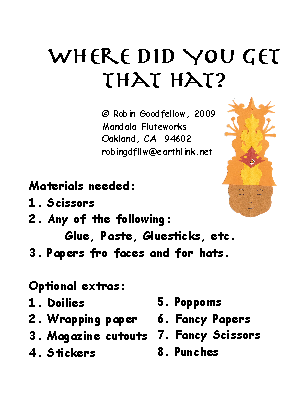 WHERE DID YOU GET
THAT HAT?
© Robin Goodfellow, 2009
Mandala Fluteworks
Oakland, CA 94602
robingdfllw@earthlink.net
Materials needed:
1. Scissors
2. Any of the following:
Glue, Paste, Gluesticks, etc.
3. Papers fro faces and for hats.
Optional extras:
1. Doilies
2. Wrapping paper
3. Magazine cutouts
4. Stickers
5. Poppoms
6. Fancy Papers
7. Fancy Scissors
8. Punches